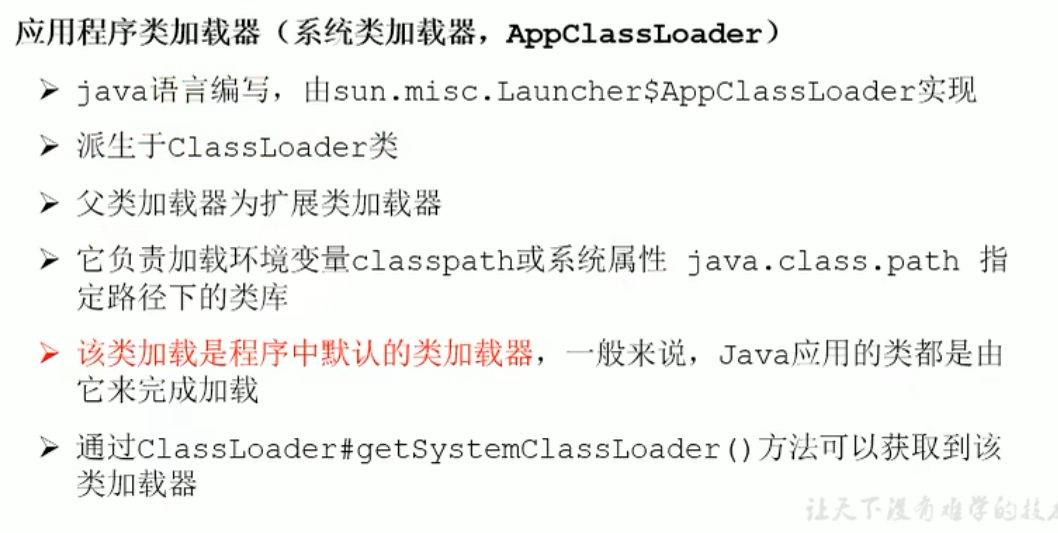 应用程序类加载器（系统类加载器，AppClassLoader）
➢ java语言编写，由sun.misc.Launcher$AppClassLoader实现
➢ 派生于ClassLoader类
➢ 父类加载器为扩展类加载器
➢ 它负责加载环境变量classpath或系统属性 java.class.path 指
定路径下的类库
➢ 该类加载是程序中默认的类加载器，一般来说，Java应用的类都是由
它来完成加载
➢ 通过ClassLoader#getSystemClassLoader()方法可以获取到该
类加载器
让天下没有难学的技